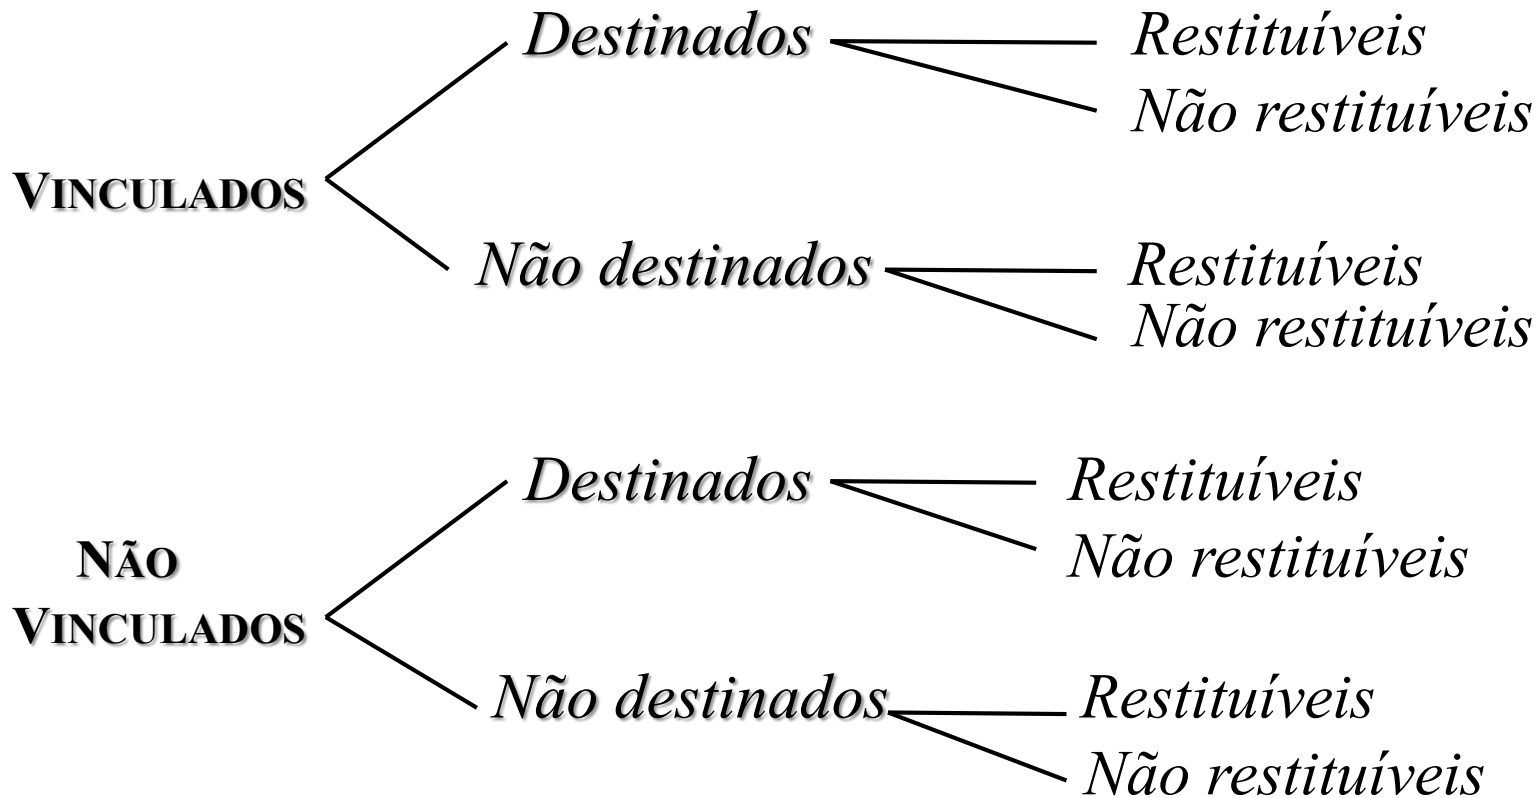 Destinados
Restituíveis
Não restituíveis
VINCULADOS
Não destinados
Restituíveis
Não restituíveis
Destinados
Restituíveis
Não restituíveis
NÃO
VINCULADOS
Não destinados
Restituíveis
Não restituíveis